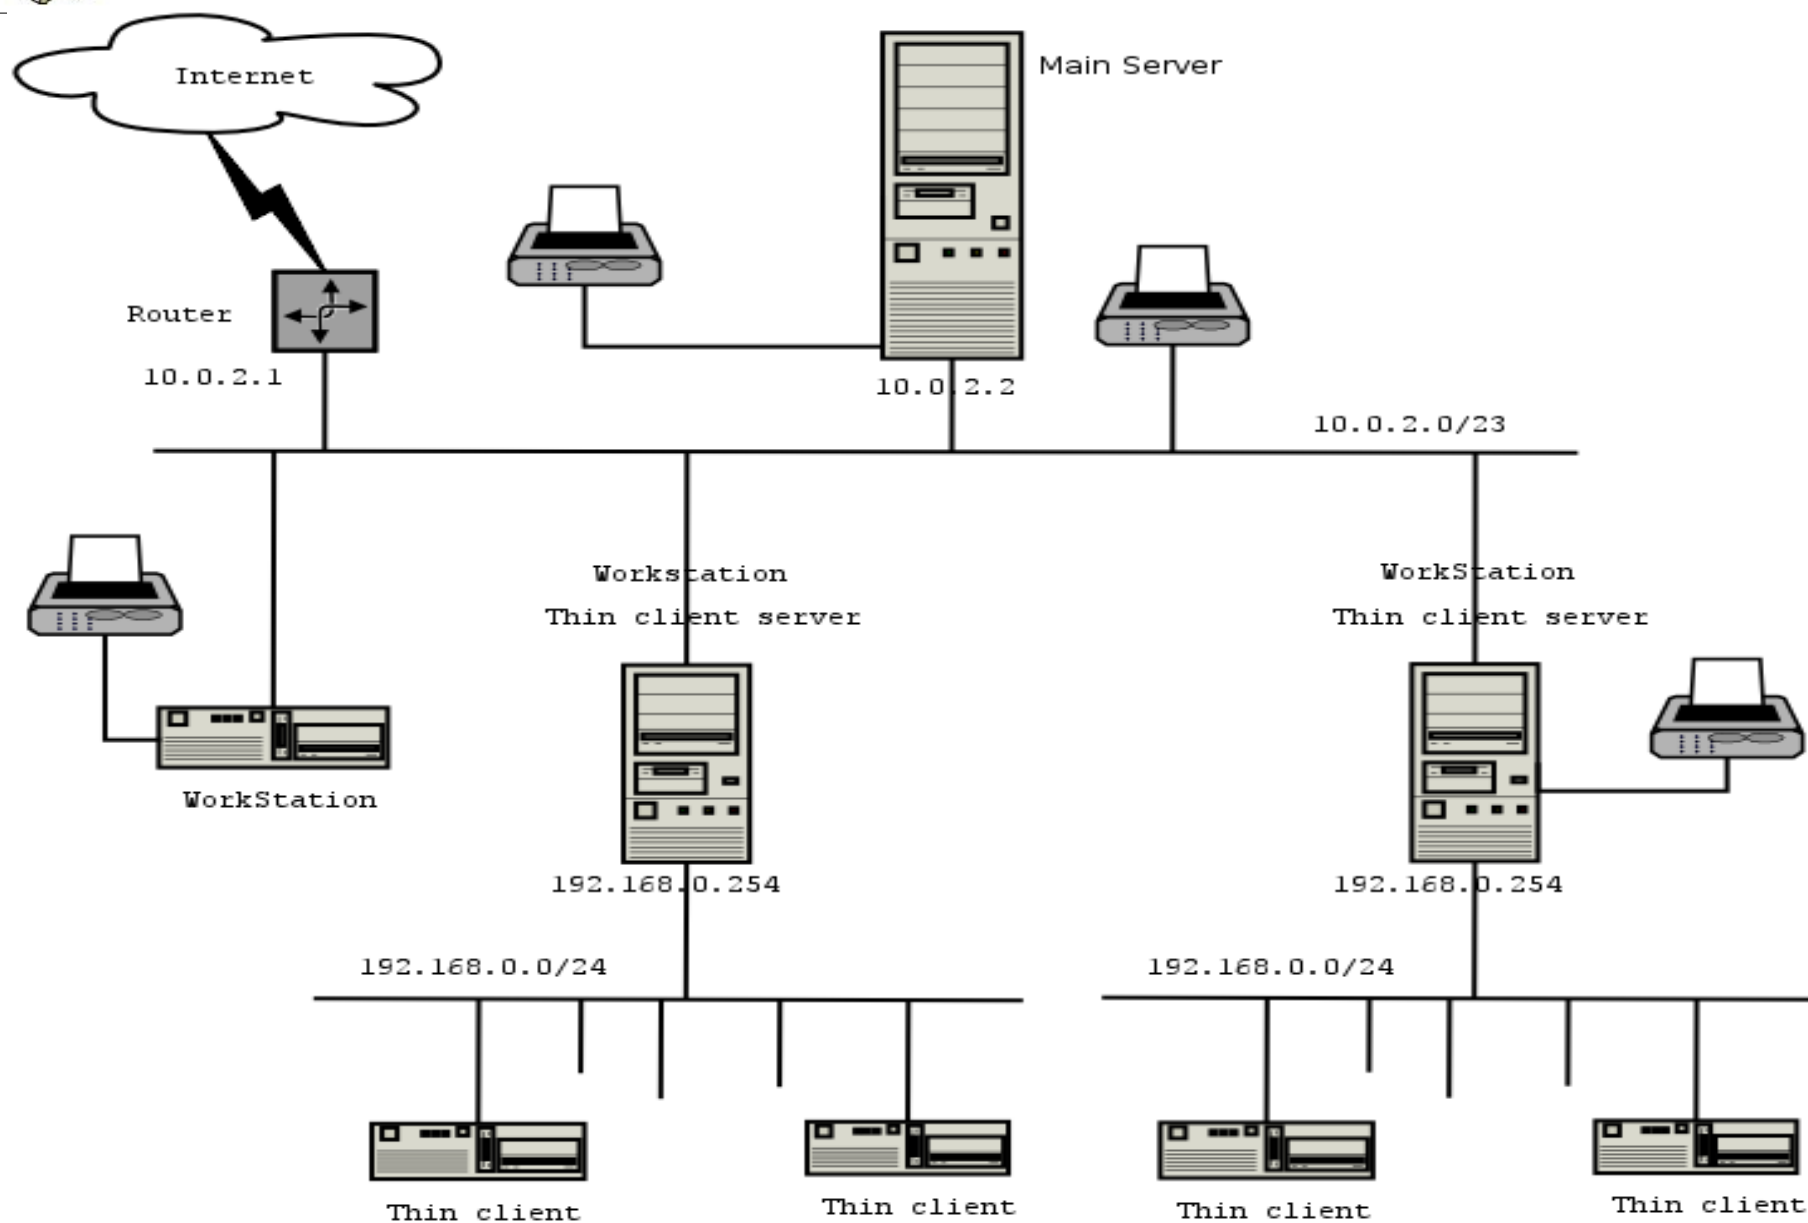 Internet
Main Server
Router
10.0.2.1
10.0.2.2
10.0.2.0/23
Workstation
Thin client server
WorkStation
Thin client server
WorkStation
192.168.0.254
192.168.0.254
192.168.0.0/24
192.168.0.0/24
Thin client
Thin client
Thin client
Thin client